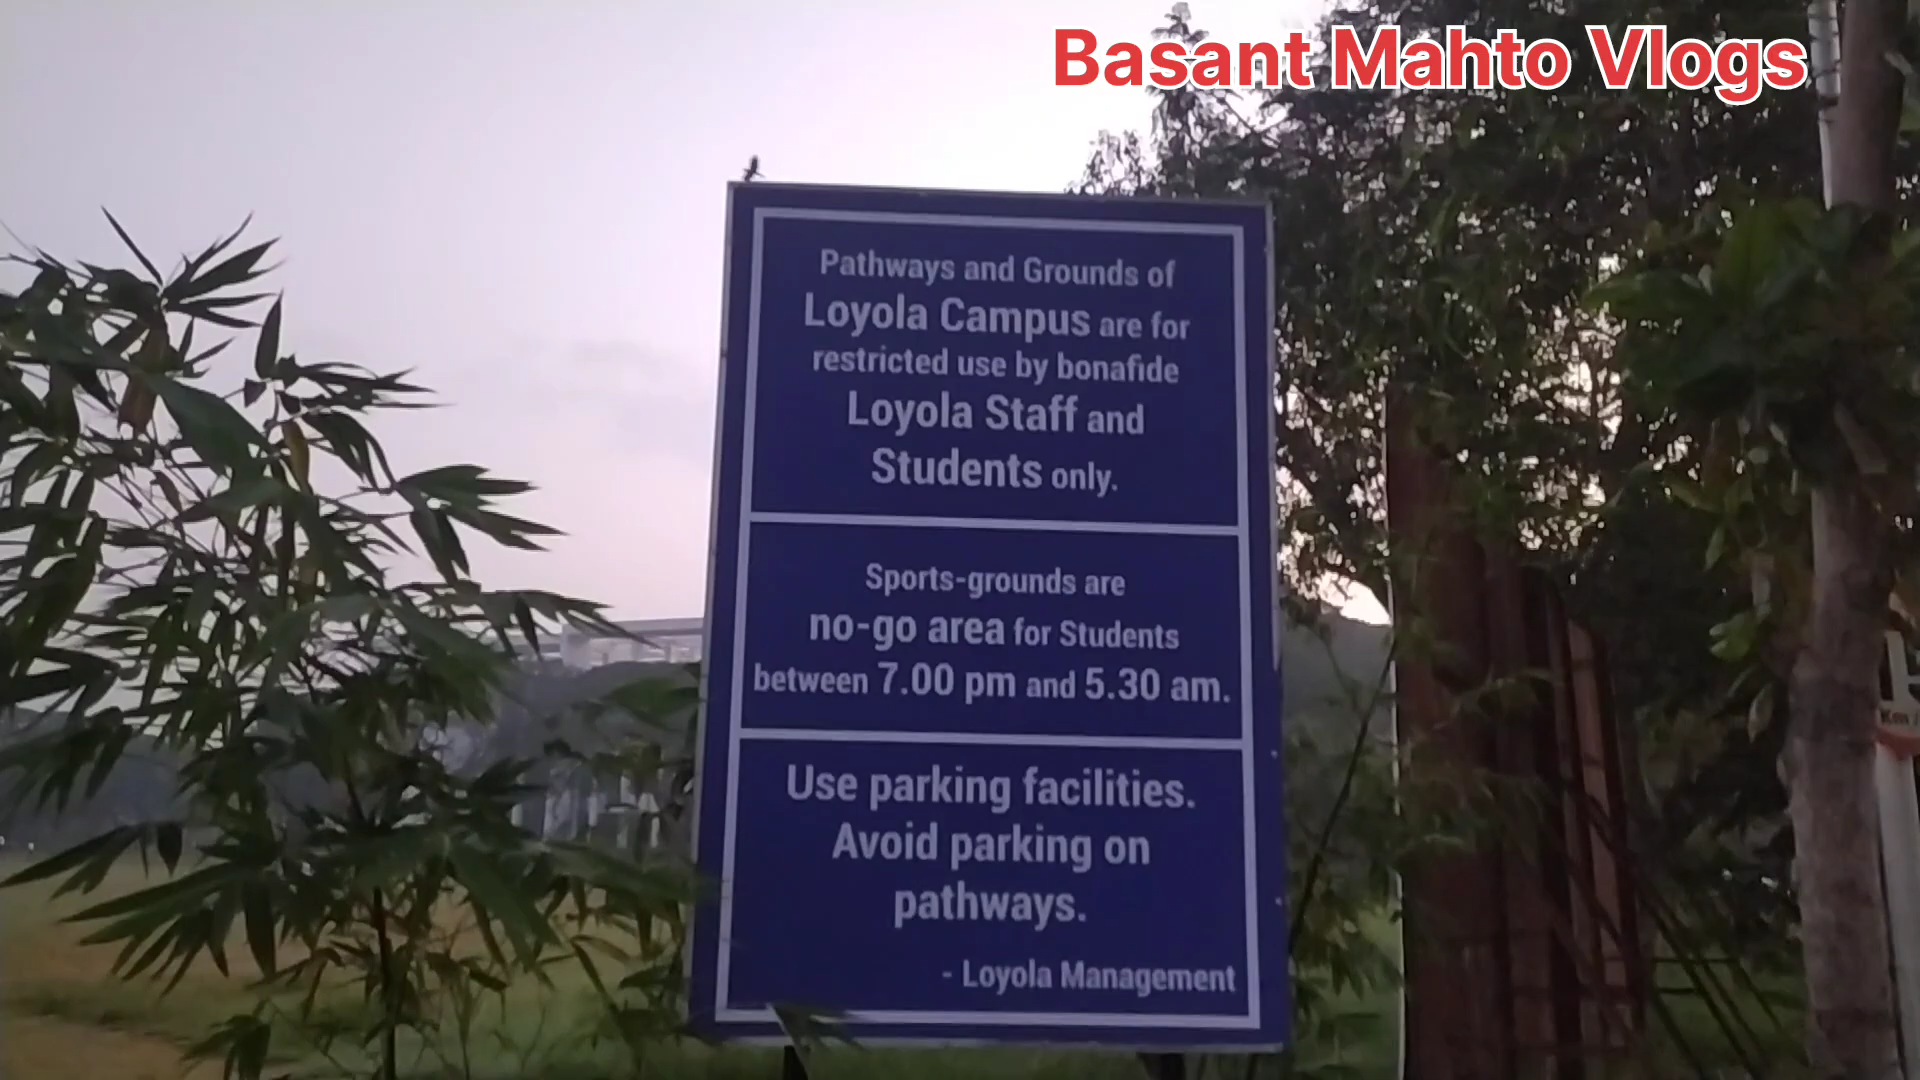 Basant Mahto Vlogs
Pathways and Grounds of
Loyola Campus are for
restricted use by bonafide
Loyola Staff and
Students only.
Sports-grounds are
no-go area for Students
between 7.00 pm and 5.30 am.
Use parking facilities.
Avoid parking on
pathways.
- Loyola Management